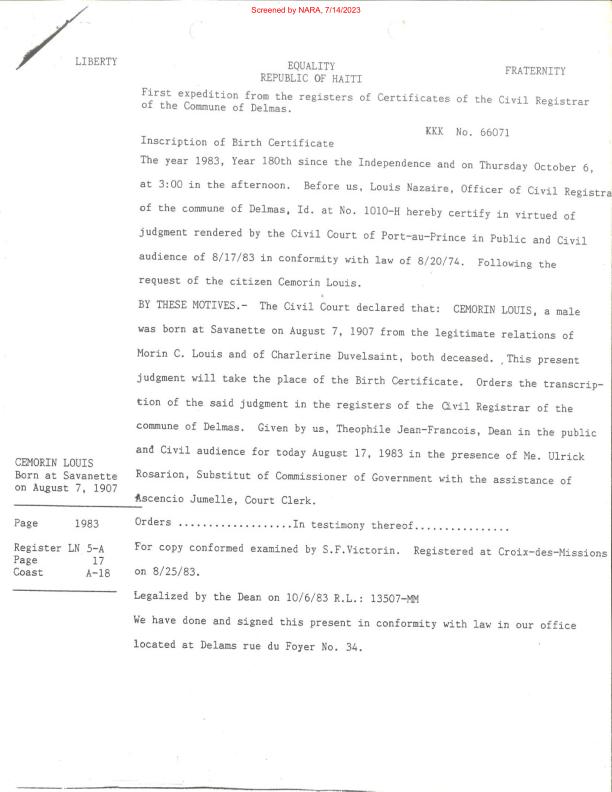 Screened by NARA, 7/14/2023
LIBERTY
EQUALITY
FRATERNITY
REPUBLIC OF HAITI
First expedition from the registers of Certificates of the Civil Registrar
of the Commune of Delmas.
KKK No. 66071
Inscription of Birth Certificate
The year 1983, Year 180th since the Independence and on Thursday October 6,
at 3:00 in the afternoon. Before us, Louis Nazaire, Officer of Civil Registra
of the commune of Delmas, Id. at No. 1010-H hereby certify in virtued of
judgment rendered by the Civil Court of Port-au-Prince in Public and Civil
audience of 8/17/83 in conformity with law of 8/20/74. Following the
request of the citizen Cemorin Louis.
BY THESE MOTIVES.- The Civil Court declared that: CEMORIN LOUIS, a male
was born at Savanette on August 7, 1907 from the legitimate relations of
Morin C. Louis and of Charlerine Duvelsaint, both deceased. This present
judgment will take the place of the Birth Certificate. Orders the transcrip-
tion of the said judgment in the registers of the Civil Registrar of the
commune of Delmas. Given by us, Theophile Jean-Francois, Dean in the public
and Civil audience for today August 17, 1983 in the presence of Me. Ulrick
Rosarion, Substitut of Commissioner of Government with the assistance of
Ascencio Jumelle, Court Clerk.
CEMORIN LOUIS
Born at Savanette
on August 7, 1907
Page 1983
Register LN 5-A
Page 17
Coast A-18
Orders ...................In testimony thereof................
For copy conformed examined by S.F.Victorin. Registered at Croix-des-Missions
on 8/25/83.
Legalized by the Dean on 10/6/83 R.L.: 13507-MM
We have done and signed this present in conformity with law in our office
located at Delams rue du Foyer No. 34.